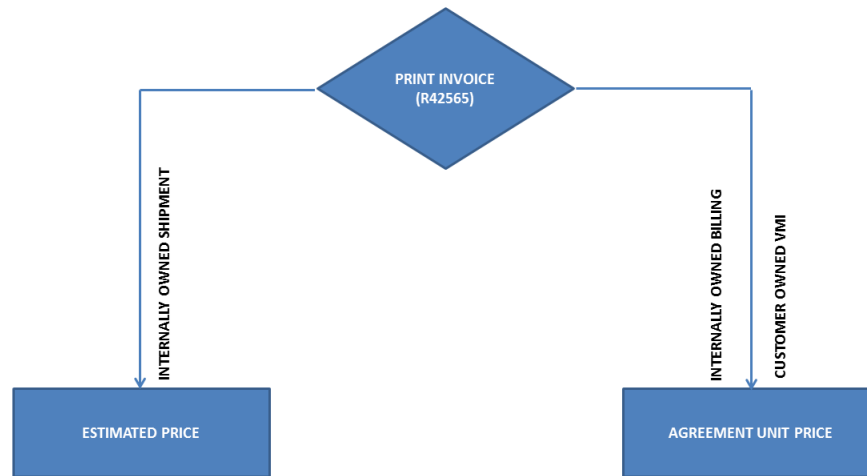 PRINT INVOICE
(R42565)
INTERNALLY OWNED SHIPMENT
INTERNALLY OWNED BILLING
CUSTOMER OWNED VMI
ESTIMATED PRICE
AGREEMENT UNIT PRICE